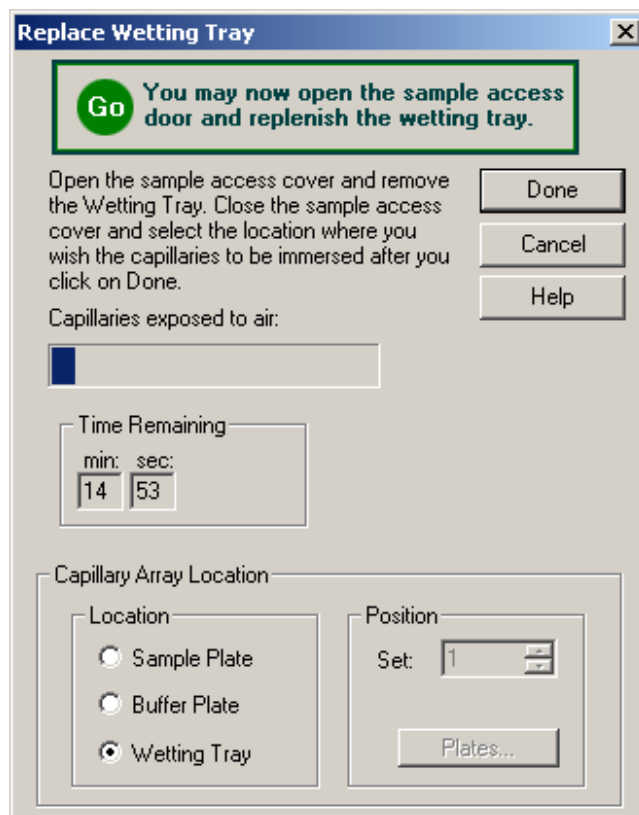 Replace Wetting Tray
Go
You may now open the sample access
door and replenish the wetting tray.
Open the sample access cover and remove
the Wetting Tray. Close the sample access
cover and select the location where you
wish the capillaries to be immersed after you
click on Done.
Done
Cancel
Help
Capillaries exposed to air:
Time Remaining
min: sec:
14 53
Capillary Array Location
Location
Sample Plate
Buffer Plate
Wetting Tray
Position
Set: 1
Plates...